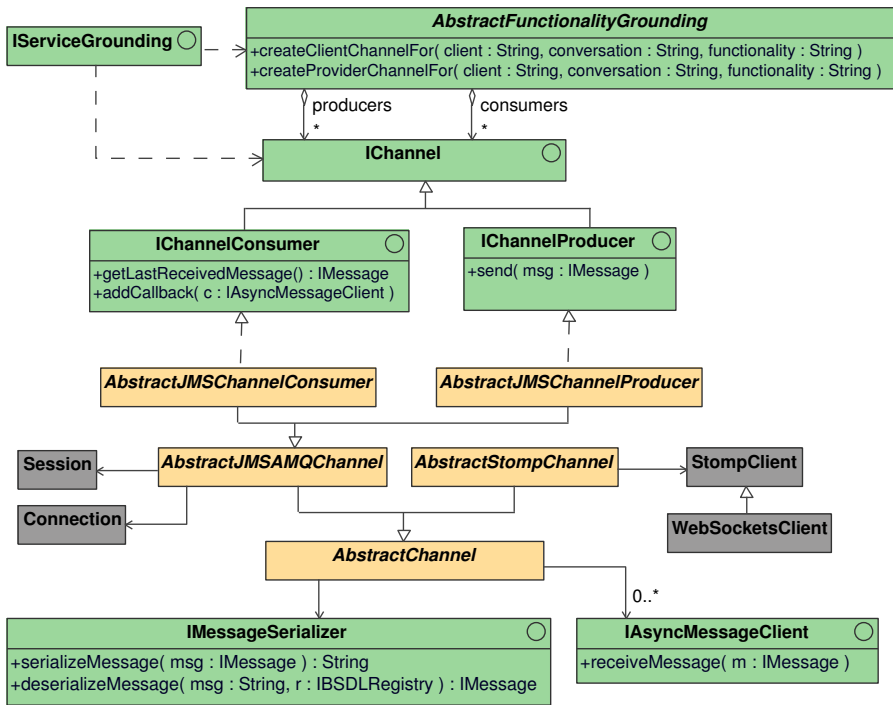 AbstractFunctionalityGrounding
IServiceGrounding
+createClientChannelFor( client : String, conversation : String, functionality : String )
+createProviderChannelFor( client : String, conversation : String, functionality : String )
producers
consumers
*
*
IChannel
IChannelConsumer
+getLastReceivedMessage() : IMessage
+addCallback( c : IAsyncMessageClient )
IChannelProducer
+send( msg : IMessage )
AbstractJMSChannelConsumer
AbstractJMSChannelProducer
Session
AbstractJMSAMQChannel
AbstractStompChannel
StompClient
Connection
WebSocketsClient
AbstractChannel
0..*
IMessageSerializer
+serializeMessage( msg : IMessage ) : String
+deserializeMessage( msg : String, r : IBSDLRegistry ) : IMessage
IAsyncMessageClient
+receiveMessage( m : IMessage )